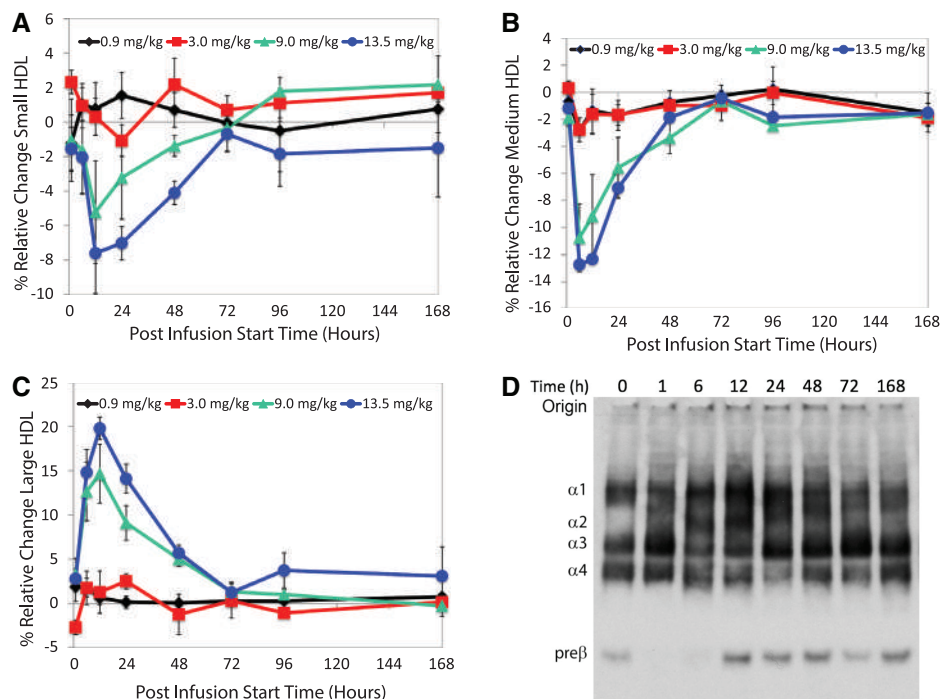 A
% Relative Change Small HDL
6
4
2
0
-2
-4
-6
-8
-10
0.9 mg/kg 3.0 mg/kg 9.0 mg/kg 13.5 mg/kg
0 24 48 72 96 120 144 168
Post Infusion Start Time (Hours)
B
% Relative Change Medium HDL
4
2
0
-2
-4
-6
-8
-10
-12
-14
-16
0.9 mg/kg 3.0 mg/kg 9.0 mg/kg 13.5 mg/kg
0 24 48 72 96 120 144 168
Post Infusion Start Time (Hours)
C
% Relative Change Large HDL
25
20
15
10
5
0
-5
0.9 mg/kg 3.0 mg/kg 9.0 mg/kg 13.5 mg/kg
0 24 48 72 96 120 144 168
Post Infusion Start Time (Hours)
D
Time (h) 0 1 6 12 24 48 72 168
Origin
α1
α2
α3
α4
preβ